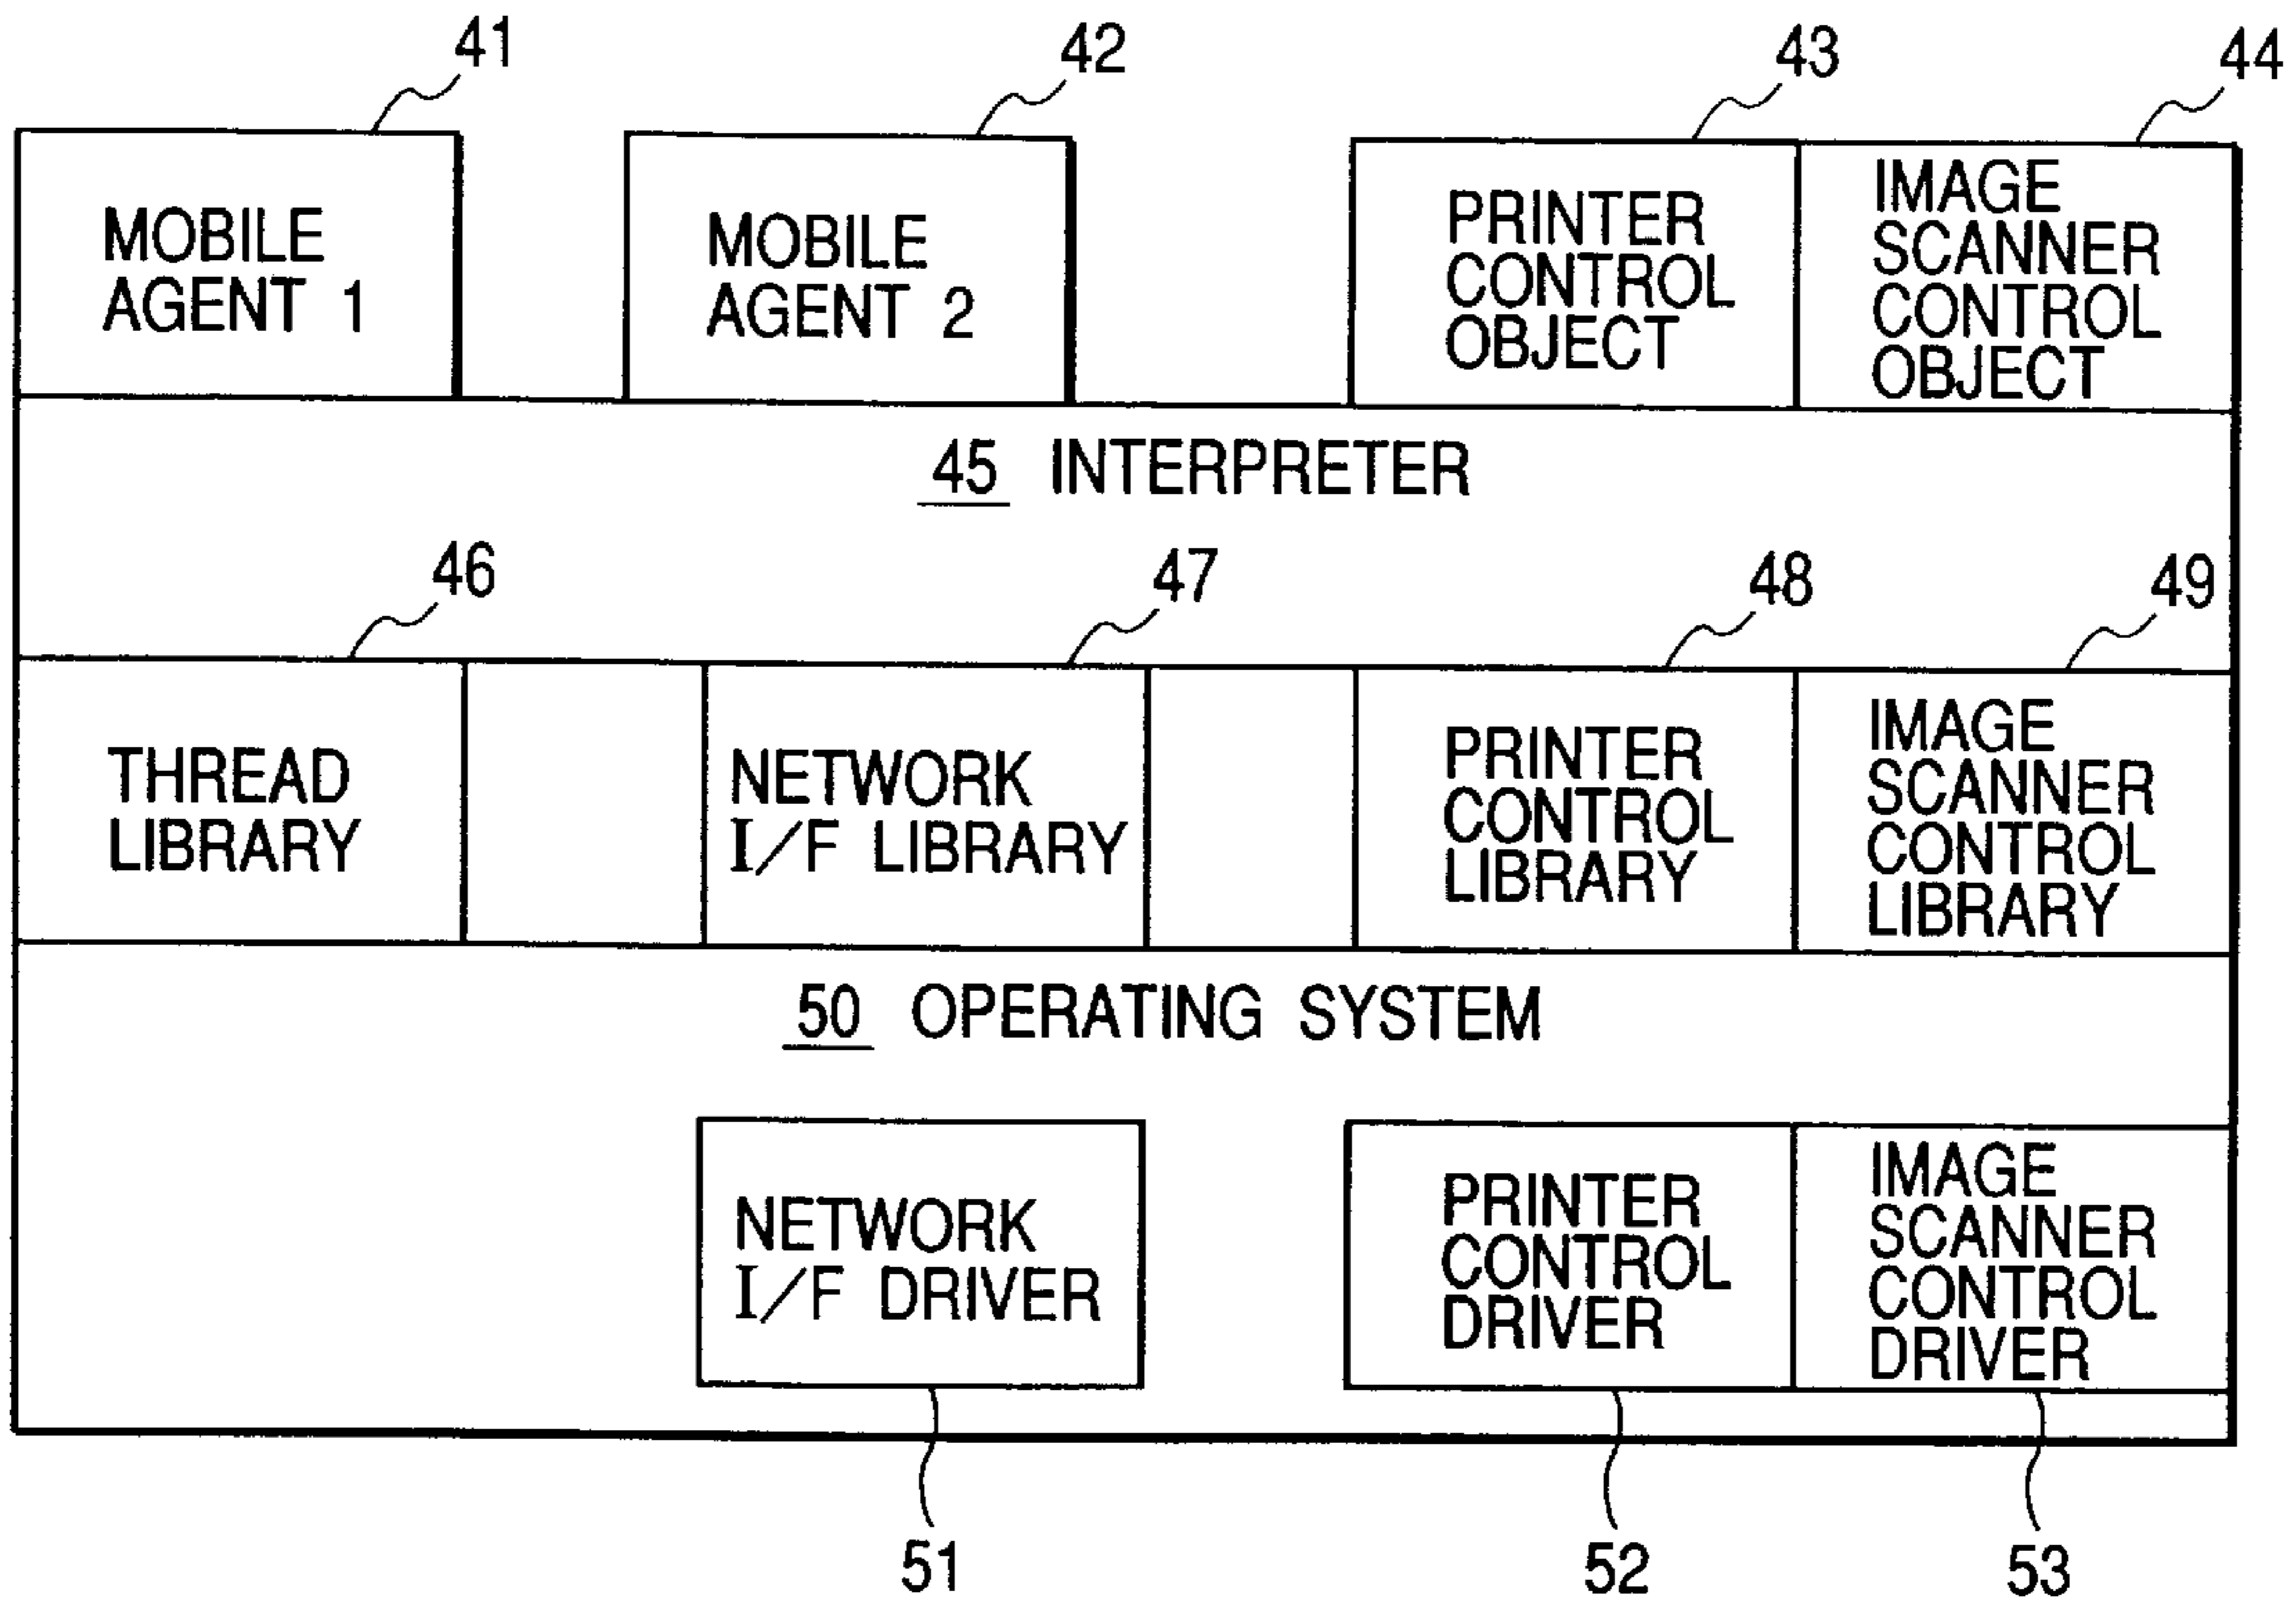 41
42
43
44
MOBILE
AGENT 1
MOBILE
AGENT 2
PRINTER
CONTROL
OBJECT
IMAGE
SCANNER
CONTROL
OBJECT
45 INTERPRETER
46
47
48
49
THREAD
LIBRARY
NETWORK
I/F LIBRARY
PRINTER
CONTROL
LIBRARY
IMAGE
SCANNER
CONTROL
LIBRARY
50 OPERATING SYSTEM
NETWORK
I/F DRIVER
PRINTER
CONTROL
DRIVER
IMAGE
SCANNER
CONTROL
DRIVER
51
52
53